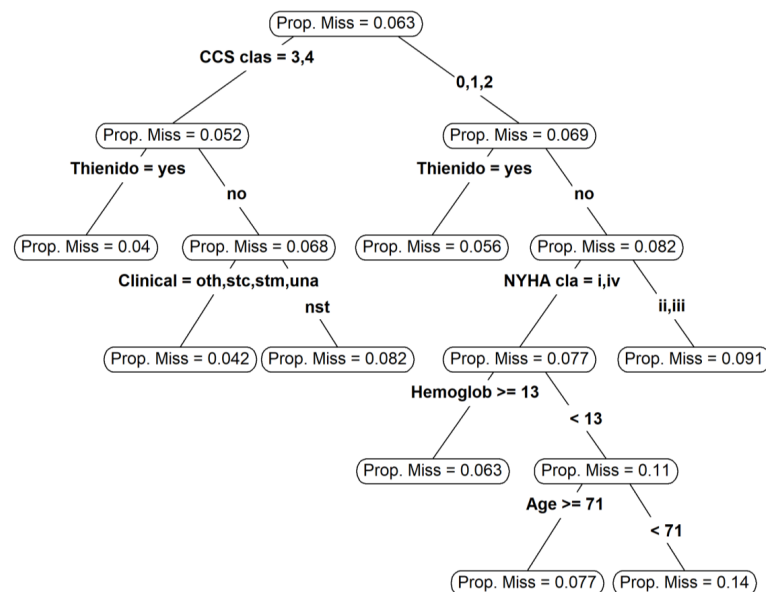 Prop. Miss = 0.063
CCS clas = 3,4
0,1,2
Prop. Miss = 0.052
Prop. Miss = 0.069
Thienido = yes
no
Thienido = yes
no
Prop. Miss = 0.04
Prop. Miss = 0.068
Prop. Miss = 0.056
Prop. Miss = 0.082
Clinical = oth,stc,stm,una
nst
NYHA cla = i,iv
ii,iii
Prop. Miss = 0.042
Prop. Miss = 0.082
Prop. Miss = 0.077
Prop. Miss = 0.091
Hemoglob >= 13
< 13
Prop. Miss = 0.063
Prop. Miss = 0.11
Age >= 71
< 71
Prop. Miss = 0.077
Prop. Miss = 0.14